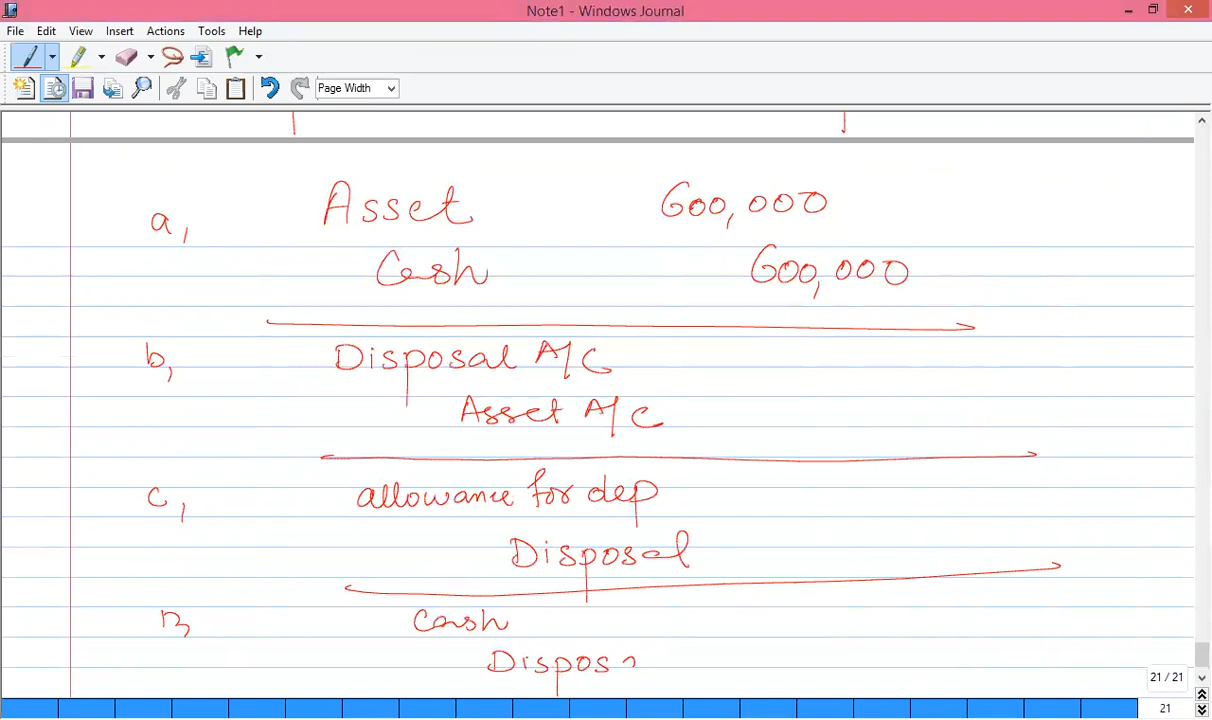 Note1 - Windows Journal
File Edit View Insert Actions Tools Help
Page Width
a, Asset 600,000
Cash 600,000
b, Disposal A/C
Asset A/C
c, allowance for dep
Disposal
Cash
Dispos
21 / 21
21